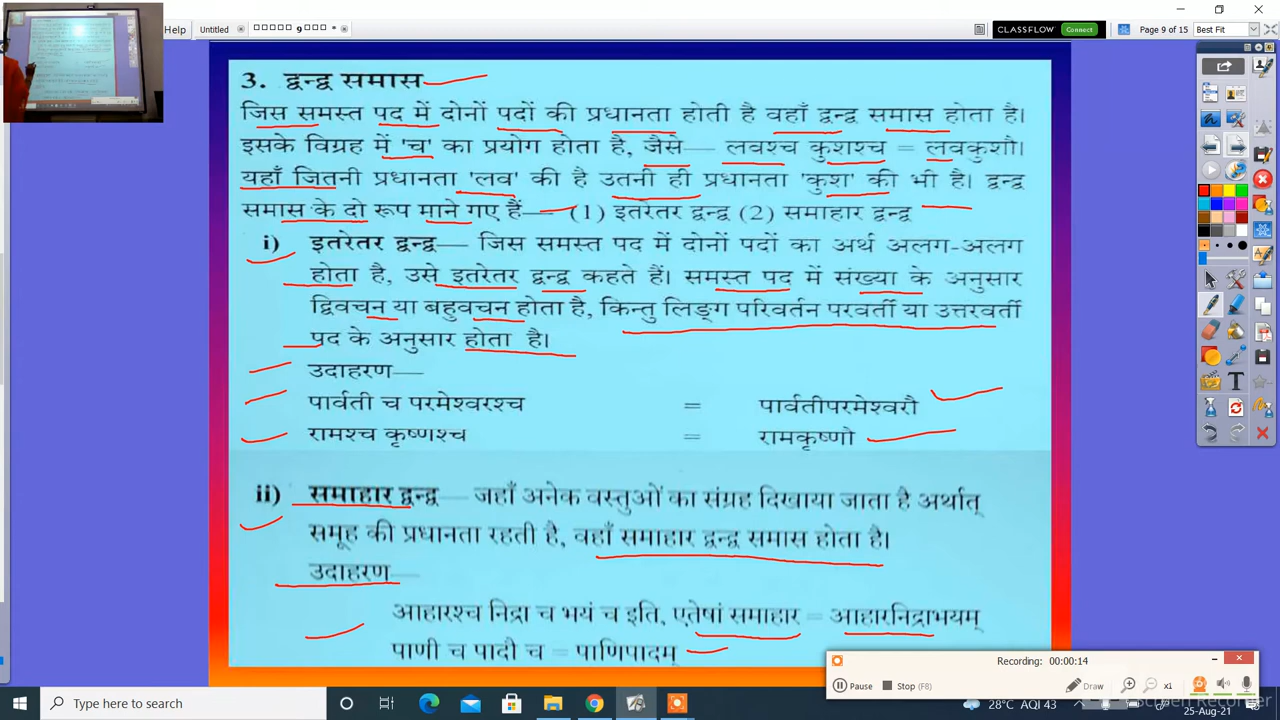 Help
Untitled
9
CLASSFLOW
Connect
Page 9 of 15
Best Fit
3. द्वन्द्व समास
जिस समस्त पद में दोनों पदों की प्रधानता होती है वहाँ द्वन्द्व समास होता है।
इसके विग्रह में 'च' का प्रयोग होता है, जैसे— लवश्च कुशश्च = लवकुशौ।
यहाँ जितनी प्रधानता 'लव' की है उतनी ही प्रधानता 'कुश' की भी है। द्वन्द्व
समास के दो रूप माने गए हैं— (1) इतरेतर द्वन्द्व (2) समाहार द्वन्द्व
i) इतरेतर द्वन्द्व— जिस समस्त पद में दोनों पदों का अर्थ अलग-अलग
होता है, उसे इतरेतर द्वन्द्व कहते हैं। समस्त पद में संख्या के अनुसार
द्विवचन या बहुवचन होता है, किन्तु लिङ्ग परिवर्तन परवर्ती या उत्तरवर्ती
पद के अनुसार होता है।
उदाहरण—
पार्वती च परमेश्वरश्च = पार्वतीपरमेश्वरौ
रामश्च कृष्णश्च = रामकृष्णो
ii) समाहार द्वन्द्व— जहाँ अनेक वस्तुओं का संग्रह दिखाया जाता है अर्थात्
समूह की प्रधानता रहती है, वहाँ समाहार द्वन्द्व समास होता है।
उदाहरण—
आहारश्च निद्रा च भयं च इति, एतेषां समाहार = आहारनिद्राभयम्
पाणी च पादौ च = पाणिपादम्
Recording: 00:00:14
Pause
Stop (F8)
x1
Draw
Type here to search
28°C AQI 43
25-Aug-21